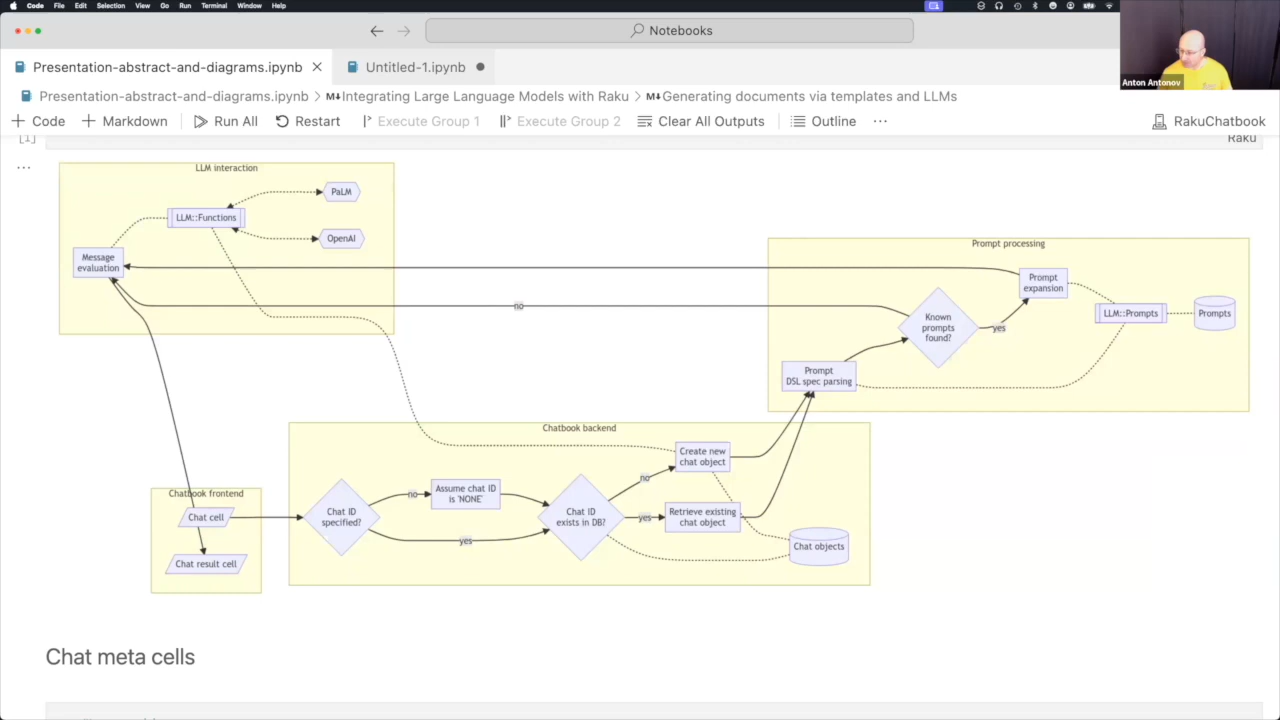 Code File Edit Selection View Go Run Terminal Window Help
Notebooks
Presentation-abstract-and-diagrams.ipynb
Untitled-1.ipynb
Anton Antonov
Presentation-abstract-and-diagrams.ipynb > M↓Integrating Large Language Models with Raku > M↓Generating documents via templates and LLMs
Code Markdown Run All Restart Execute Group 1 Execute Group 2 Clear All Outputs Outline ... RakuChatbook
[1]
Raku
...
LLM interaction
PaLM
LLM::Functions
OpenAI
Message
evaluation
Prompt processing
Prompt
expansion
no
Known
prompts
found?
yes
LLM::Prompts
Prompts
Prompt
DSL spec parsing
Chatbook backend
Create new
chat object
no
Assume chat ID
is 'NONE'
no
Chatbook frontend
Chat cell
Chat ID
specified?
Chat ID
exists in DB?
yes
Retrieve existing
chat object
yes
Chat objects
Chat result cell
Chat meta cells